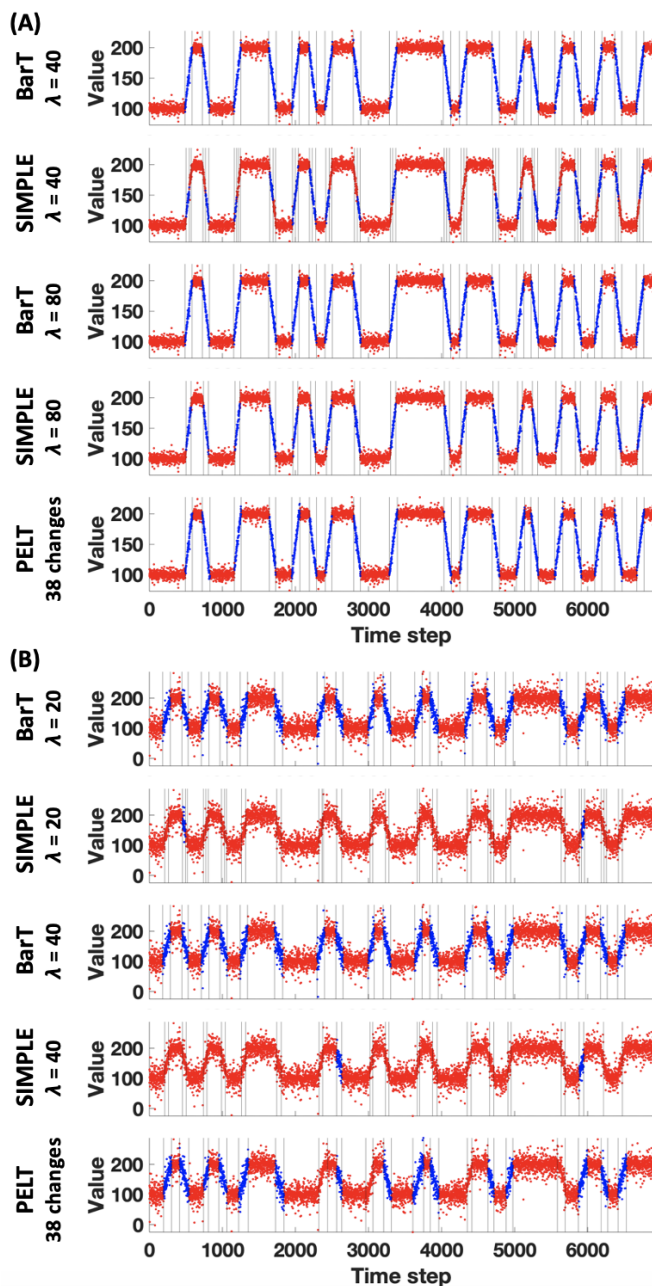 (A)
BarT
λ = 40
Value
200
150
100
SIMPLE
λ = 40
Value
200
150
100
BarT
λ = 80
Value
200
150
100
SIMPLE
λ = 80
Value
200
150
100
PELT
38 changes
Value
200
150
100
0 1000 2000 3000 4000 5000 6000
Time step
(B)
BarT
λ = 20
Value
200
100
0
SIMPLE
λ = 20
Value
200
100
0
BarT
λ = 40
Value
200
100
0
SIMPLE
λ = 40
Value
200
100
0
PELT
38 changes
Value
200
100
0
0 1000 2000 3000 4000 5000 6000
Time step